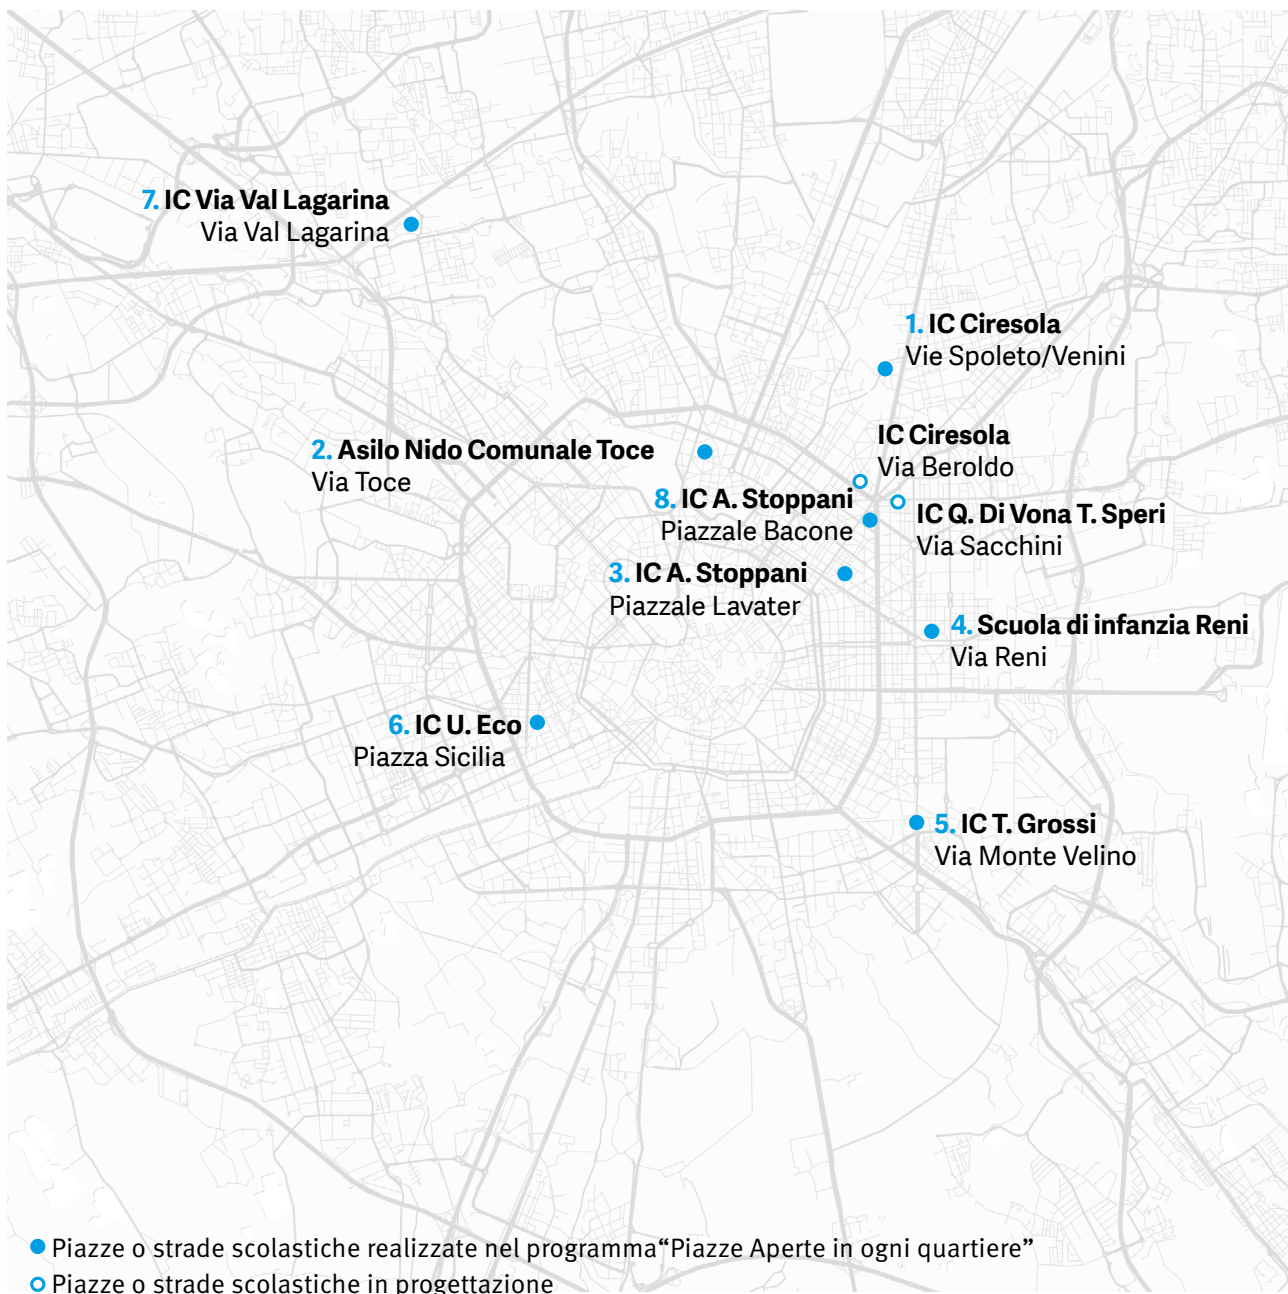 7. IC Via Val Lagarina
Via Val Lagarina
1. IC Ciresola
Vie Spoleto/Venini
IC Ciresola
Via Beroldo
2. Asilo Nido Comunale Toce
Via Toce
8. IC A. Stoppani
Piazzale Bacone
IC Q. Di Vona T. Speri
Via Sacchini
3. IC A. Stoppani
Piazzale Lavater
4. Scuola di infanzia Reni
Via Reni
6. IC U. Eco
Piazza Sicilia
5. IC T. Grossi
Via Monte Velino
Piazze o strade scolastiche realizzate nel programma “Piazze Aperte in ogni quartiere”
Piazze o strade scolastiche in progettazione